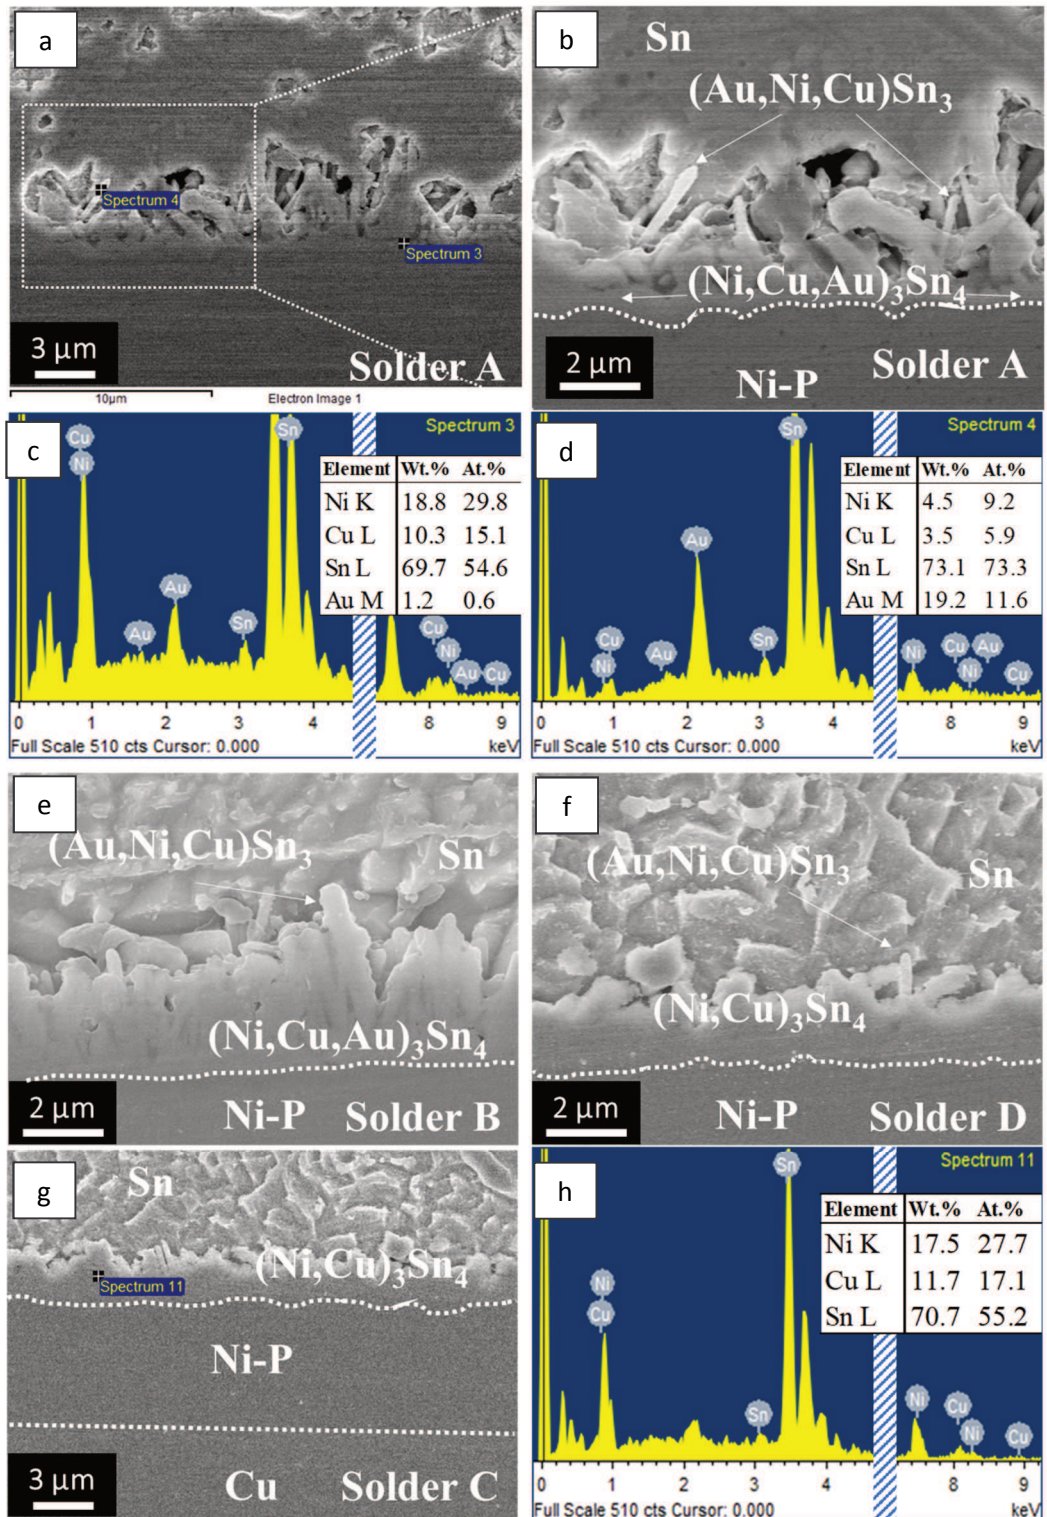 a
Spectrum 4
Spectrum 3
3 µm
Solder A
10µm
Electron Image 1
b
Sn
(Au,Ni,Cu)Sn₃
(Ni,Cu,Au)₃Sn₄
2 µm
Solder A
Ni-P
c
Spectrum 3
Cu
Ni
Sn
Au
Au
Sn
Cu
Ni
Au
Cu
Element Wt.% At.%
Ni K 18.8 29.8
Cu L 10.3 15.1
Sn L 69.7 54.6
Au M 1.2 0.6
0 1 2 3 4 8 9
Full Scale 510 cts Cursor: 0.000 keV
d
Spectrum 4
Sn
Au
Cu
Ni
Au
Sn
Ni
Cu
Au
Ni
Cu
Element Wt.% At.%
Ni K 4.5 9.2
Cu L 3.5 5.9
Sn L 73.1 73.3
Au M 19.2 11.6
0 1 2 3 4 8 9
Full Scale 510 cts Cursor: 0.000 keV
e
(Au,Ni,Cu)Sn₃
Sn
(Ni,Cu,Au)₃Sn₄
2 µm
Ni-P Solder B
f
(Au,Ni,Cu)Sn₃
Sn
(Ni,Cu)₃Sn₄
2 µm
Ni-P Solder D
g
Sn
(Ni,Cu)₃Sn₄
Spectrum 11
Ni-P
3 µm
Cu Solder C
h
Spectrum 11
Sn
Ni
Cu
Sn
Ni
Cu
Ni
Cu
Element Wt.% At.%
Ni K 17.5 27.7
Cu L 11.7 17.1
Sn L 70.7 55.2
0 1 2 3 4 8 9
Full Scale 510 cts Cursor: 0.000 keV